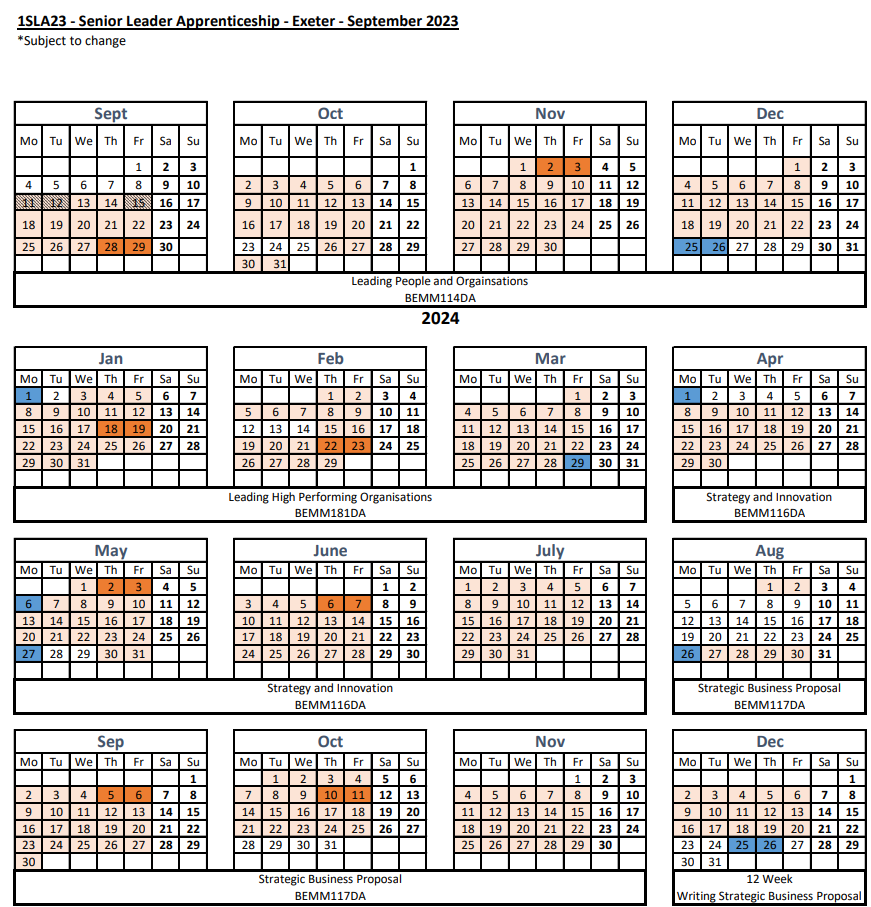 1SLA23 - Senior Leader Apprenticeship - Exeter - September 2023
*Subject to change
Sept Oct Nov Dec
Mo Tu We Th Fr Sa Su Mo Tu We Th Fr Sa Su Mo Tu We Th Fr Sa Su Mo Tu We Th Fr Sa Su
1 2 3 1 1 2 3 4 5 1 2 3
4 5 6 7 8 9 10 2 3 4 5 6 7 8 6 7 8 9 10 11 12 4 5 6 7 8 9 10
11 12 13 14 15 16 17 9 10 11 12 13 14 15 13 14 15 16 17 18 19 11 12 13 14 15 16 17
18 19 20 21 22 23 24 16 17 18 19 20 21 22 20 21 22 23 24 25 26 18 19 20 21 22 23 24
25 26 27 28 29 30 23 24 25 26 27 28 29 27 28 29 30 25 26 27 28 29 30 31
30 31
Leading People and Orgainsations
BEMM114DA
2024
Jan Feb Mar Apr
Mo Tu We Th Fr Sa Su Mo Tu We Th Fr Sa Su Mo Tu We Th Fr Sa Su Mo Tu We Th Fr Sa Su
1 2 3 4 5 6 7 1 2 3 4 1 2 3 1 2 3 4 5 6 7
8 9 10 11 12 13 14 5 6 7 8 9 10 11 4 5 6 7 8 9 10 8 9 10 11 12 13 14
15 16 17 18 19 20 21 12 13 14 15 16 17 18 11 12 13 14 15 16 17 15 16 17 18 19 20 21
22 23 24 25 26 27 28 19 20 21 22 23 24 25 18 19 20 21 22 23 24 22 23 24 25 26 27 28
29 30 31 26 27 28 29 25 26 27 28 29 30 31 29 30
Leading High Performing Organisations Strategy and Innovation
BEMM181DA BEMM116DA
May June July Aug
Mo Tu We Th Fr Sa Su Mo Tu We Th Fr Sa Su Mo Tu We Th Fr Sa Su Mo Tu We Th Fr Sa Su
1 2 3 4 5 1 2 1 2 3 4 5 6 7 1 2 3 4
6 7 8 9 10 11 12 3 4 5 6 7 8 9 8 9 10 11 12 13 14 5 6 7 8 9 10 11
13 14 15 16 17 18 19 10 11 12 13 14 15 16 15 16 17 18 19 20 21 12 13 14 15 16 17 18
20 21 22 23 24 25 26 17 18 19 20 21 22 23 22 23 24 25 26 27 28 19 20 21 22 23 24 25
27 28 29 30 31 24 25 26 27 28 29 30 29 30 31 26 27 28 29 30 31
Strategy and Innovation Strategic Business Proposal
BEMM116DA BEMM117DA
Sep Oct Nov Dec
Mo Tu We Th Fr Sa Su Mo Tu We Th Fr Sa Su Mo Tu We Th Fr Sa Su Mo Tu We Th Fr Sa Su
1 1 2 3 4 5 6 1 2 3 1
2 3 4 5 6 7 8 7 8 9 10 11 12 13 4 5 6 7 8 9 10 2 3 4 5 6 7 8
9 10 11 12 13 14 15 14 15 16 17 18 19 20 11 12 13 14 15 16 17 9 10 11 12 13 14 15
16 17 18 19 20 21 22 21 22 23 24 25 26 27 18 19 20 21 22 23 24 16 17 18 19 20 21 22
23 24 25 26 27 28 29 28 29 30 31 25 26 27 28 29 30 23 24 25 26 27 28 29
30 30 31
Strategic Business Proposal 12 Week
BEMM117DA Writing Strategic Business Proposal